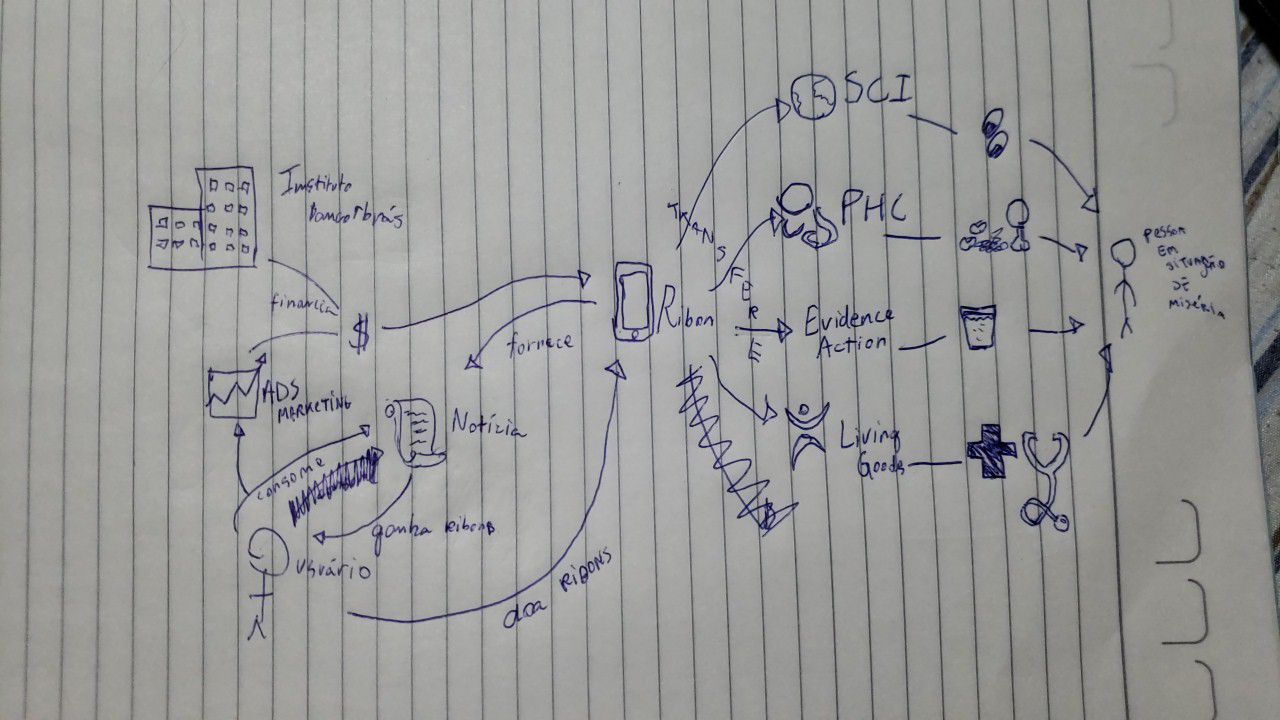 SCI
Instituto
PHC
pessoa
EM
situação
DE
miséria
financia
$
TRANSFERE
Ribon
fornece
Evidence
Action
ADS
MARKETING
Notícia
Living
Goods
consome
ganha ribons
usuário
doa RIBONS